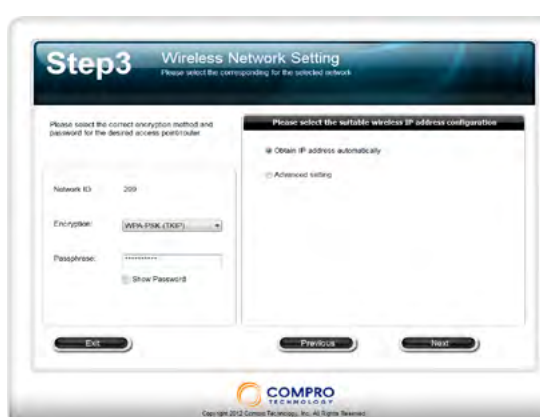 Step3
Wireless Network Setting
Please select the corresponding for the selected network
Please select the correct encryption method and
password for the desired access point/router
Network ID: 209
Encryption: WPA-PSK (TKIP)
Passphrase: **********
Show Password
Please select the suitable wireless IP address configuration
Obtain IP address automatically
Advanced setting
Exit
Previous
Next
COMPRO
TECHNOLOGY
Copyright 2012 Compro Technology, Inc. All Rights Reserved